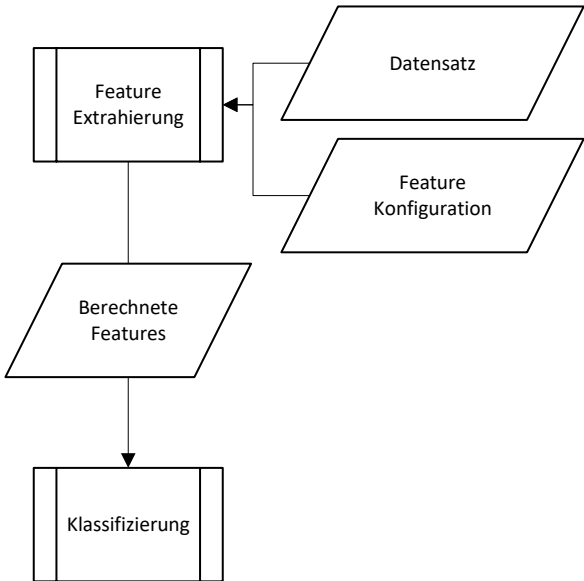 Feature
Extrahierung
Datensatz
Feature
Konfiguration
Berechnete
Features
Klassifizierung